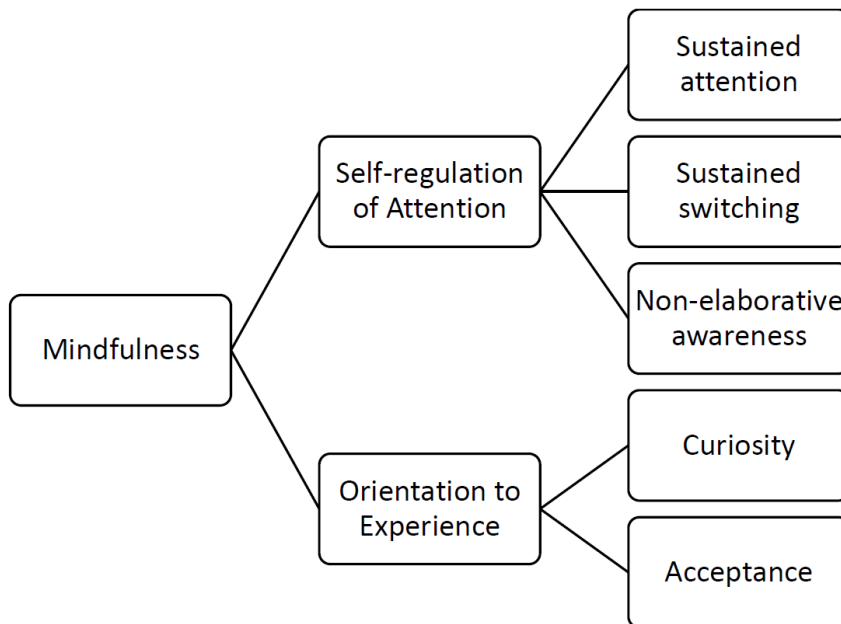 Sustained
attention
Self-regulation
of Attention
Sustained
switching
Non-elaborative
awareness
Mindfulness
Curiosity
Orientation to
Experience
Acceptance